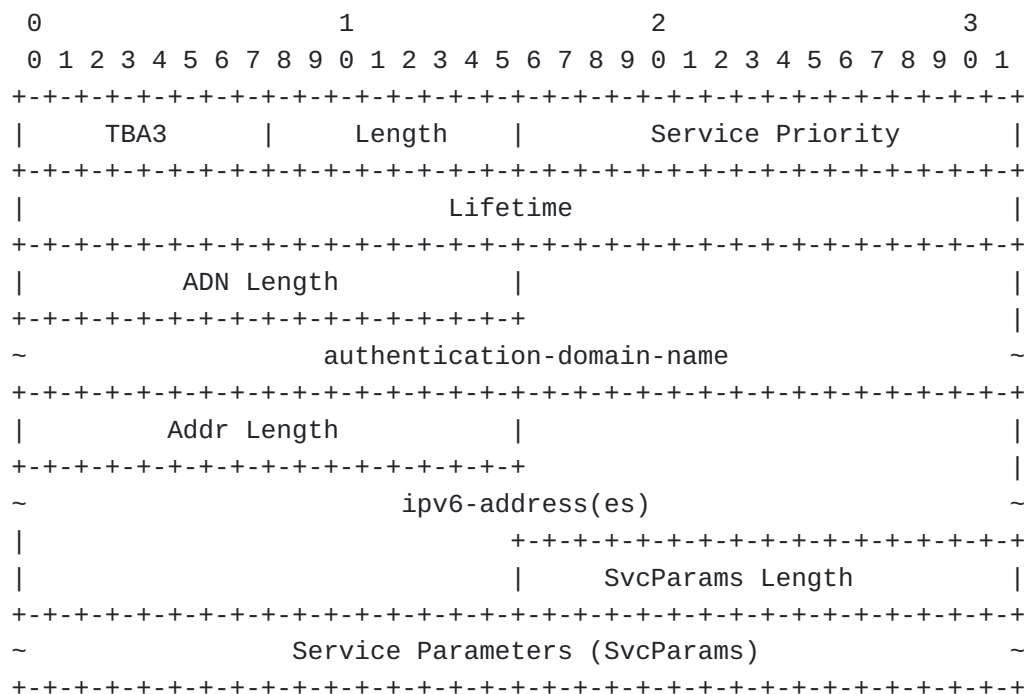 0                   1                   2                   3
 0 1 2 3 4 5 6 7 8 9 0 1 2 3 4 5 6 7 8 9 0 1 2 3 4 5 6 7 8 9 0 1
+-+-+-+-+-+-+-+-+-+-+-+-+-+-+-+-+-+-+-+-+-+-+-+-+-+-+-+-+-+-+-+-+
|     TBA3      |     Length    |        Service Priority       |
+-+-+-+-+-+-+-+-+-+-+-+-+-+-+-+-+-+-+-+-+-+-+-+-+-+-+-+-+-+-+-+-+
|                           Lifetime                            |
+-+-+-+-+-+-+-+-+-+-+-+-+-+-+-+-+-+-+-+-+-+-+-+-+-+-+-+-+-+-+-+-+
|          ADN Length           |                               |
+-+-+-+-+-+-+-+-+-+-+-+-+-+-+-+-+                               |
~                   authentication-domain-name                  ~
+-+-+-+-+-+-+-+-+-+-+-+-+-+-+-+-+-+-+-+-+-+-+-+-+-+-+-+-+-+-+-+-+
|         Addr Length           |                               |
+-+-+-+-+-+-+-+-+-+-+-+-+-+-+-+-+                               |
~                        ipv6-address(es)                       ~
|                               +-+-+-+-+-+-+-+-+-+-+-+-+-+-+-+-+
|                               |     SvcParams Length          |
+-+-+-+-+-+-+-+-+-+-+-+-+-+-+-+-+-+-+-+-+-+-+-+-+-+-+-+-+-+-+-+-+
~                 Service Parameters (SvcParams)                ~
+-+-+-+-+-+-+-+-+-+-+-+-+-+-+-+-+-+-+-+-+-+-+-+-+-+-+-+-+-+-+-+-+